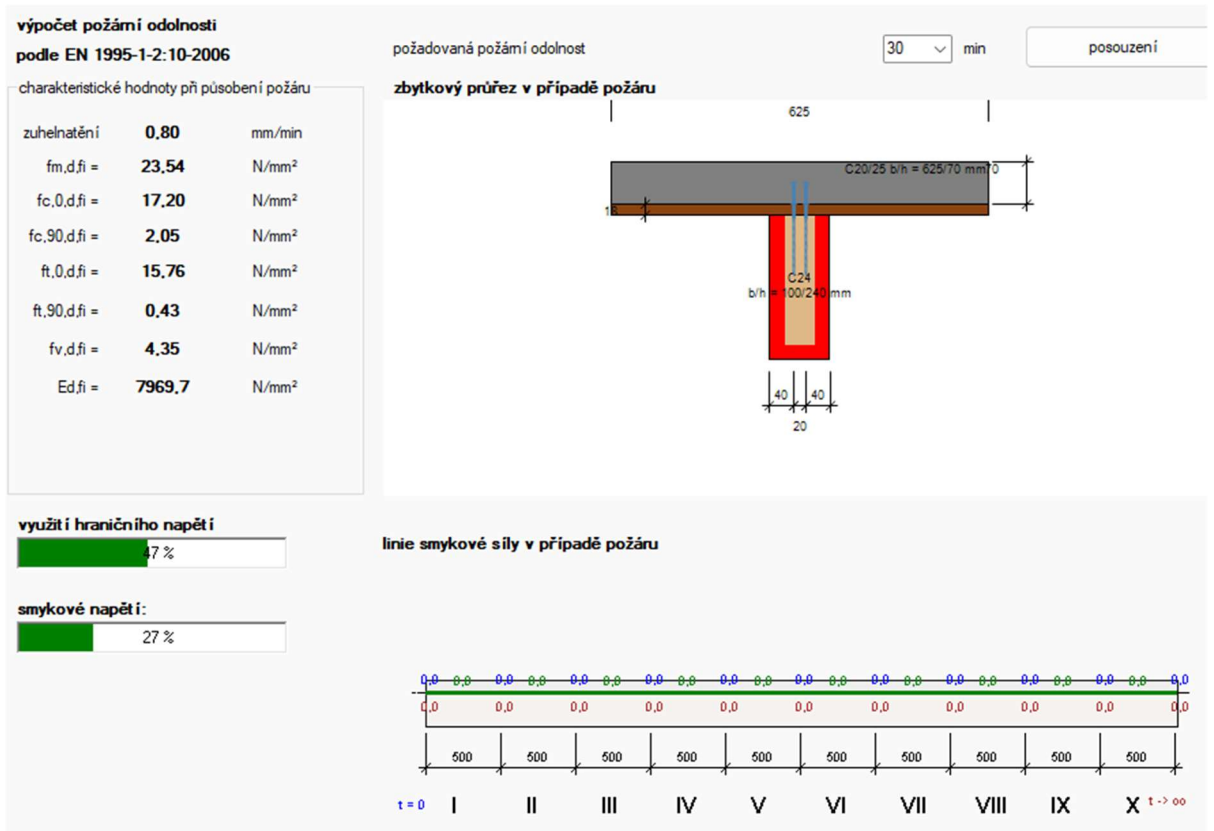 výpočet požární odolnosti
podle EN 1995-1-2:10-2006
požadovaná požární odolnost 30 min posouzení
charakteristické hodnoty při působení požáru
zbytkový průřez v případě požáru
zuhelnatění 0,80 mm/min
fm,d,fi = 23,54 N/mm²
fc,0,d,fi = 17,20 N/mm²
fc,90,d,fi = 2,05 N/mm²
ft,0,d,fi = 15,76 N/mm²
ft,90,d,fi = 0,43 N/mm²
fv,d,fi = 4,35 N/mm²
Ed,fi = 7969,7 N/mm²
625
C20/25 b/h = 625/70 mm70
C24
b/h = 100/240 mm
40 40
20
využití hraničního napětí
47 %
smykové napětí:
27 %
linie smykové síly v případě požáru
0,0 0,0 0,0 0,0 0,0 0,0 0,0 0,0 0,0 0,0 0,0 0,0 0,0 0,0 0,0 0,0 0,0 0,0 0,0 0,0 0,0
0,0 0,0 0,0 0,0 0,0 0,0 0,0 0,0 0,0 0,0 0,0
500 500 500 500 500 500 500 500 500 500
t = 0 I II III IV V VI VII VIII IX X t -> oo